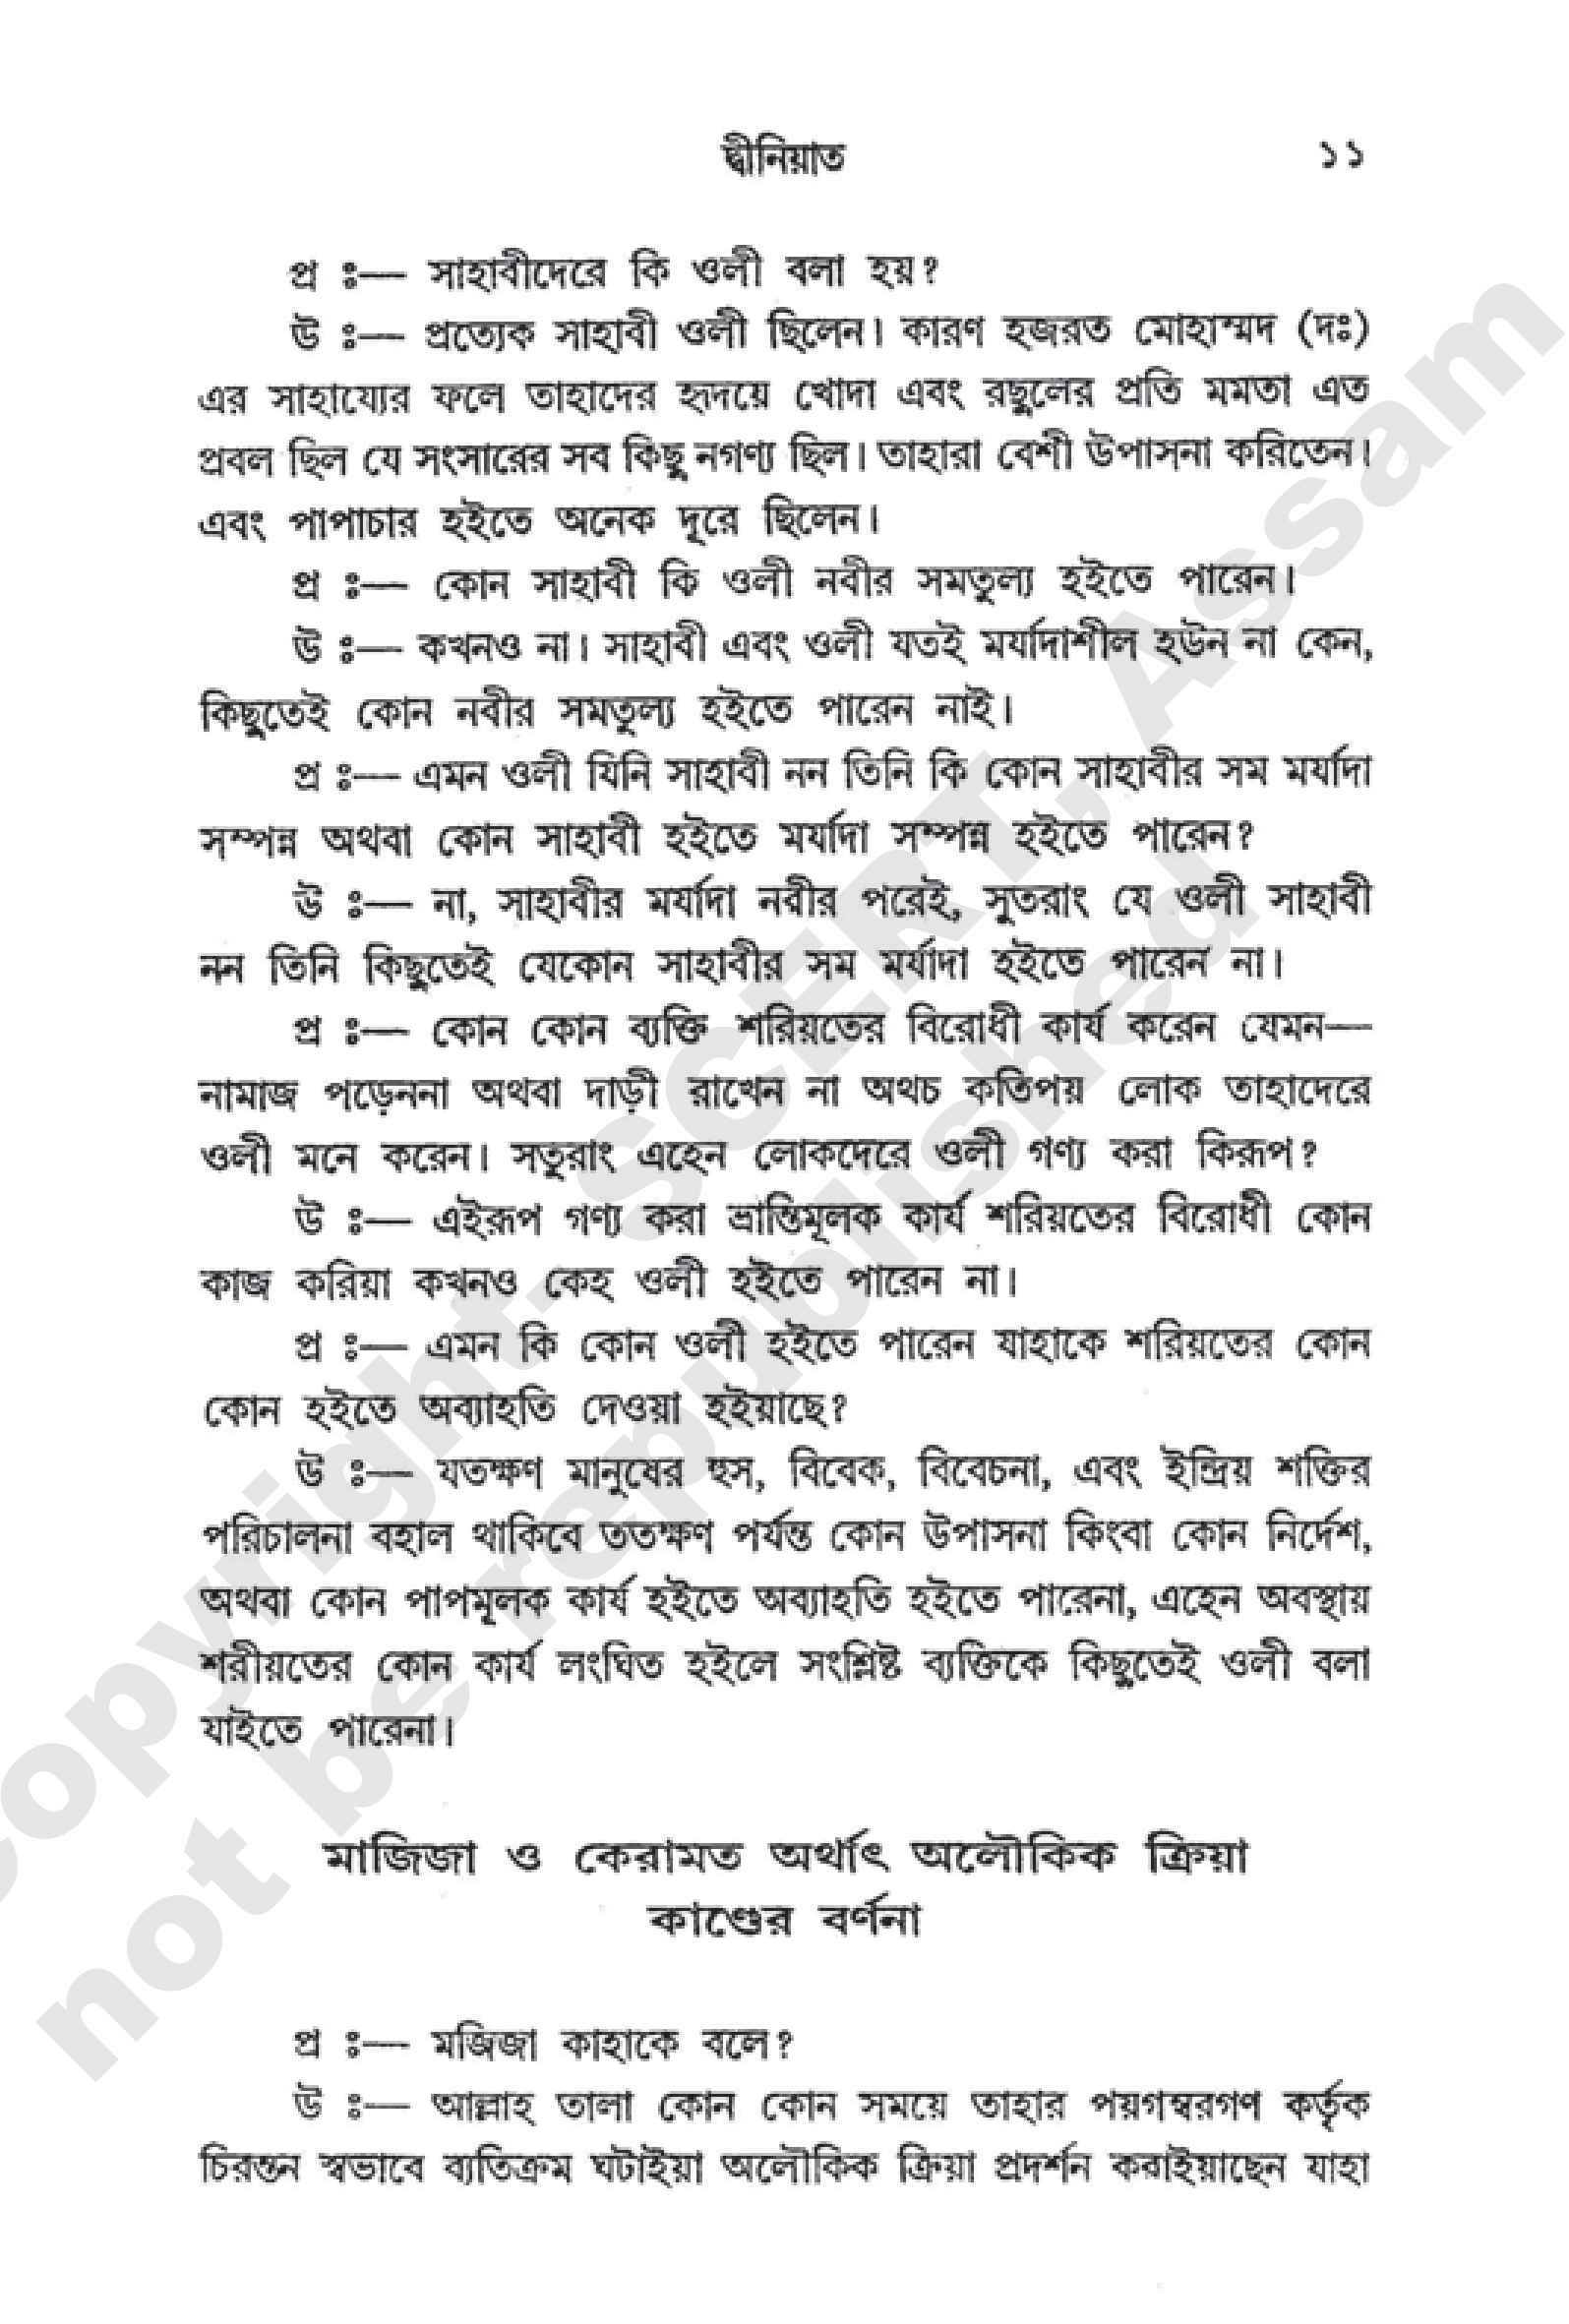 দ্বীনিয়াত ১১
প্র ঃ— সাহাবীদেরে কি ওলী বলা হয়?
উ ঃ— প্রত্যেক সাহাবী ওলী ছিলেন। কারণ হজরত মোহাম্মদ (দঃ)
এর সাহায্যের ফলে তাহাদের হৃদয়ে খোদা এবং রছুলের প্রতি মমতা এত
প্রবল ছিল যে সংসারের সব কিছু নগণ্য ছিল। তাহারা বেশী উপাসনা করিতেন।
এবং পাপাচার হইতে অনেক দূরে ছিলেন।
প্র ঃ— কোন সাহাবী কি ওলী নবীর সমতুল্য হইতে পারেন।
উ ঃ— কখনও না। সাহাবী এবং ওলী যতই মর্যাদাশীল হউন না কেন,
কিছুতেই কোন নবীর সমতুল্য হইতে পারেন নাই।
প্র ঃ— এমন ওলী যিনি সাহাবী নন তিনি কি কোন সাহাবীর সম মর্যাদা
সম্পন্ন অথবা কোন সাহাবী হইতে মর্যাদা সম্পন্ন হইতে পারেন?
উ ঃ— না, সাহাবীর মর্যাদা নবীর পরেই, সুতরাং যে ওলী সাহাবী
নন তিনি কিছুতেই যেকোন সাহাবীর সম মর্যাদা হইতে পারেন না।
প্র ঃ— কোন কোন ব্যক্তি শরিয়তের বিরোধী কার্য করেন যেমন—
নামাজ পড়েননা অথবা দাড়ী রাখেন না অথচ কতিপয় লোক তাহাদেরে
ওলী মনে করেন। সতুরাং এহেন লোকদেরে ওলী গণ্য করা কিরূপ?
উ ঃ— এইরূপ গণ্য করা ভ্রান্তিমূলক কার্য শরিয়তের বিরোধী কোন
কাজ করিয়া কখনও কেহ ওলী হইতে পারেন না।
প্র ঃ— এমন কি কোন ওলী হইতে পারেন যাহাকে শরিয়তের কোন
কোন হইতে অব্যাহতি দেওয়া হইয়াছে?
উ ঃ— যতক্ষণ মানুষের হুস, বিবেক, বিবেচনা, এবং ইন্দ্রিয় শক্তির
পরিচালনা বহাল থাকিবে ততক্ষণ পর্যন্ত কোন উপাসনা কিংবা কোন নির্দেশ,
অথবা কোন পাপমূলক কার্য হইতে অব্যাহতি হইতে পারেনা, এহেন অবস্থায়
শরীয়তের কোন কার্য লংঘিত হইলে সংশ্লিষ্ট ব্যক্তিকে কিছুতেই ওলী বলা
যাইতে পারেনা।
মাজিজা ও কেরামত অর্থাৎ অলৌকিক ক্রিয়া
কাণ্ডের বর্ণনা
প্র ঃ— মজিজা কাহাকে বলে?
উ ঃ— আল্লাহ তালা কোন কোন সময়ে তাহার পয়গম্বরগণ কর্তৃক
চিরন্তন স্বভাবে ব্যতিক্রম ঘটাইয়া অলৌকিক ক্রিয়া প্রদর্শন করাইয়াছেন যাহা
copyright- SCERT, Assam
not be republished